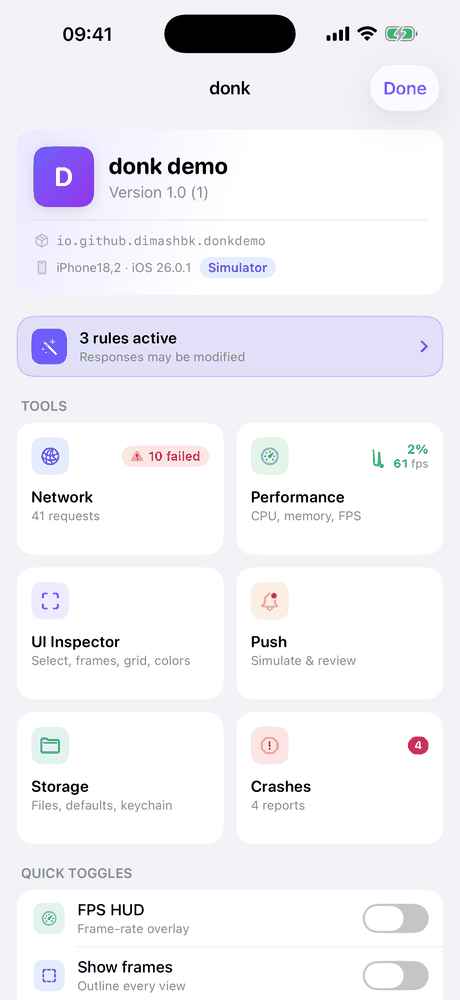 09:41
donk
Done
D
donk demo
Version 1.0 (1)
io.github.dimashbk.donkdemo
iPhone18,2 · iOS 26.0.1
Simulator
3 rules active
Responses may be modified
TOOLS
10 failed
Network
41 requests
2%
61 fps
Performance
CPU, memory, FPS
UI Inspector
Select, frames, grid, colors
Push
Simulate & review
Storage
Files, defaults, keychain
4
Crashes
4 reports
QUICK TOGGLES
FPS HUD
Frame-rate overlay
Show frames
Outline every view